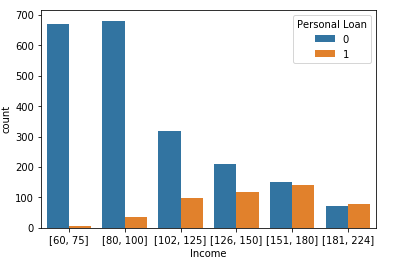 700
600
500
400
300
200
100
0
count
Personal Loan
0
1
[60, 75] [80, 100] [102, 125] [126, 150] [151, 180] [181, 224]
Income